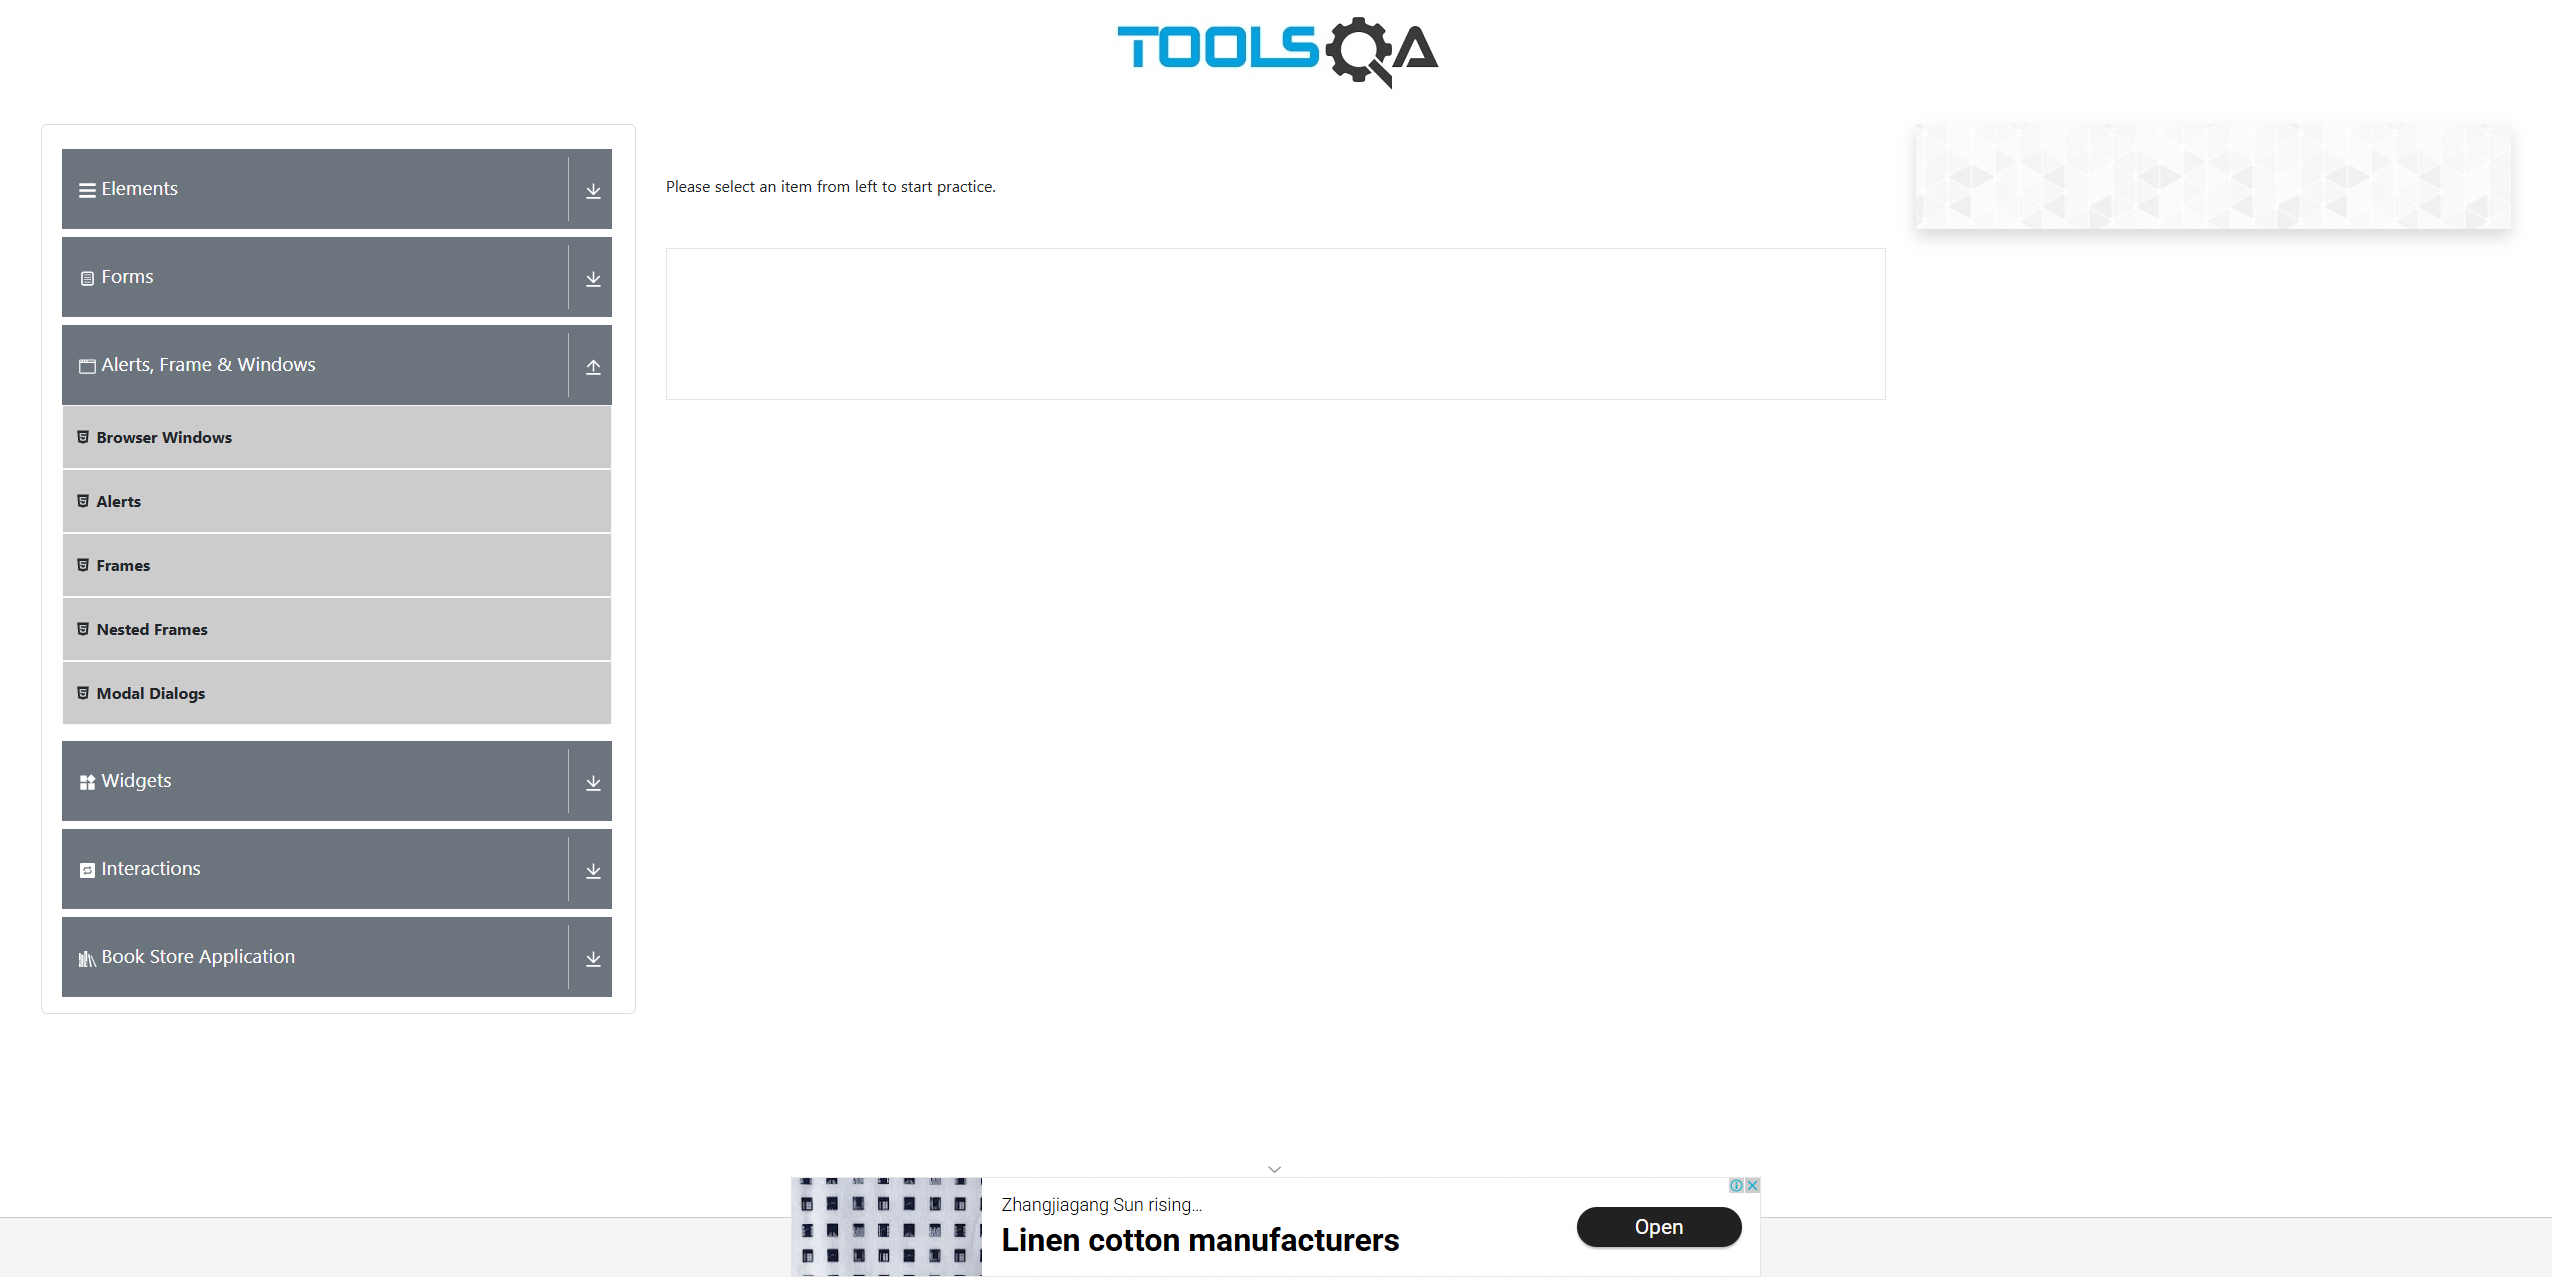 TOOLSQA
Elements
Forms
Alerts, Frame & Windows
Browser Windows
Alerts
Frames
Nested Frames
Modal Dialogs
Widgets
Interactions
Book Store Application
Please select an item from left to start practice.
Zhangjiagang Sun rising...
Linen cotton manufacturers
Open